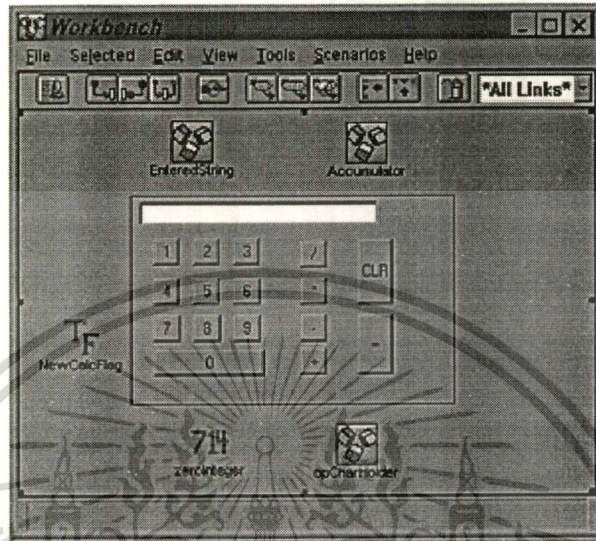 Workbench
File Selected Edit View Tools Scenarios Help
*All Links*
EnteredString Accumulator
1 2 3 /
CLR
4 5 6 *
7 8 9 -
0 +
TF
NewCalcFlag
714
zeroInteger opCharHolder